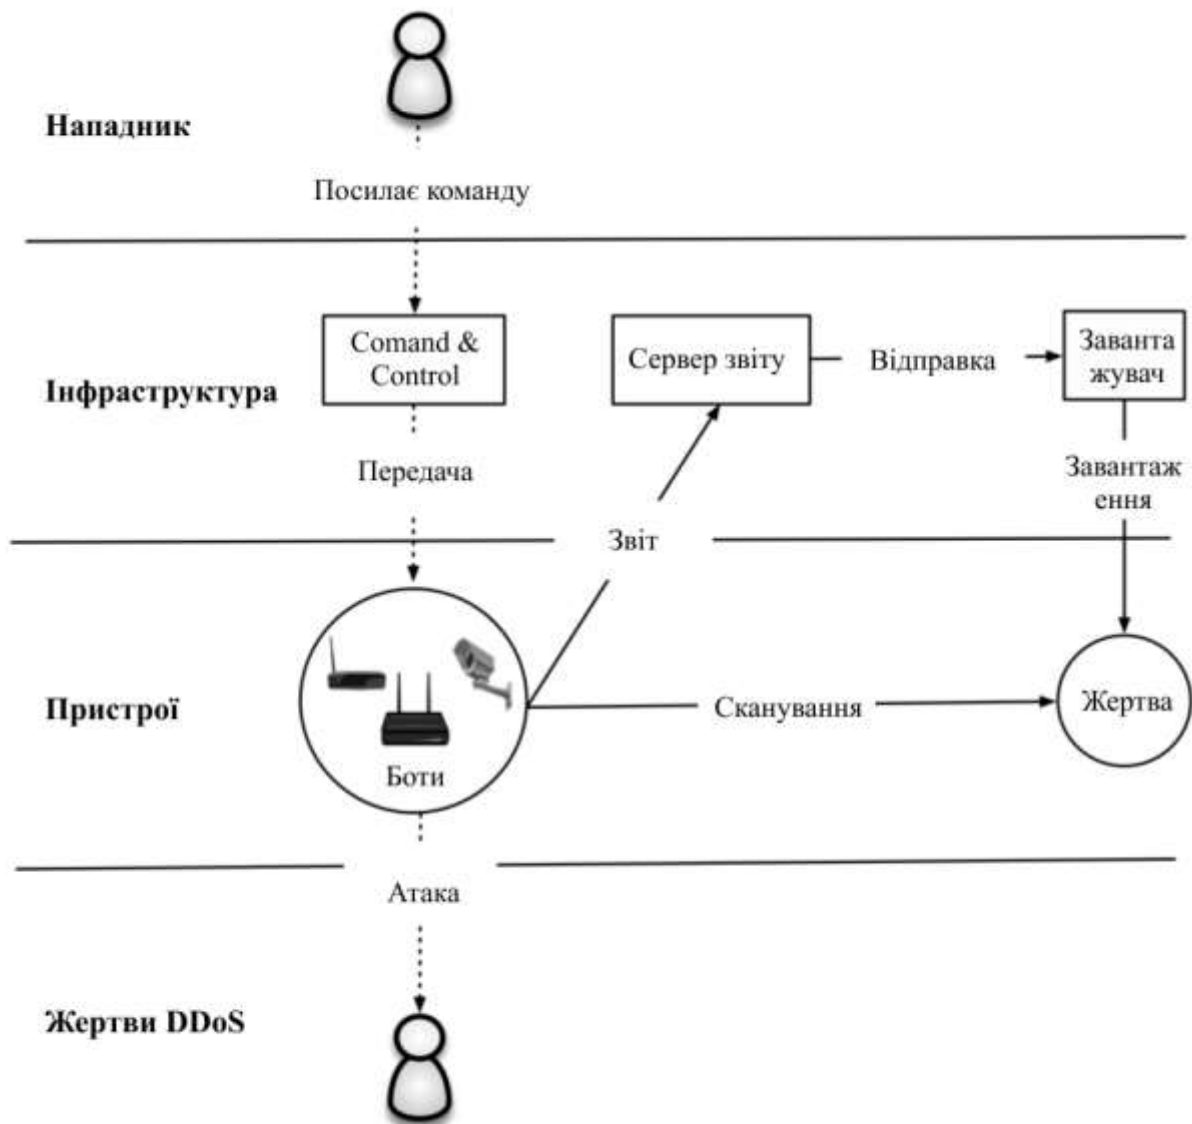 Нападник
Посилає команду
Comand &
Control
Сервер звіту
Відправка
Заванта
жувач
Інфраструктура
Передача
Завантаж
ення
Звіт
Пристрої
Боти
Сканування
Жертва
Атака
Жертви DDoS